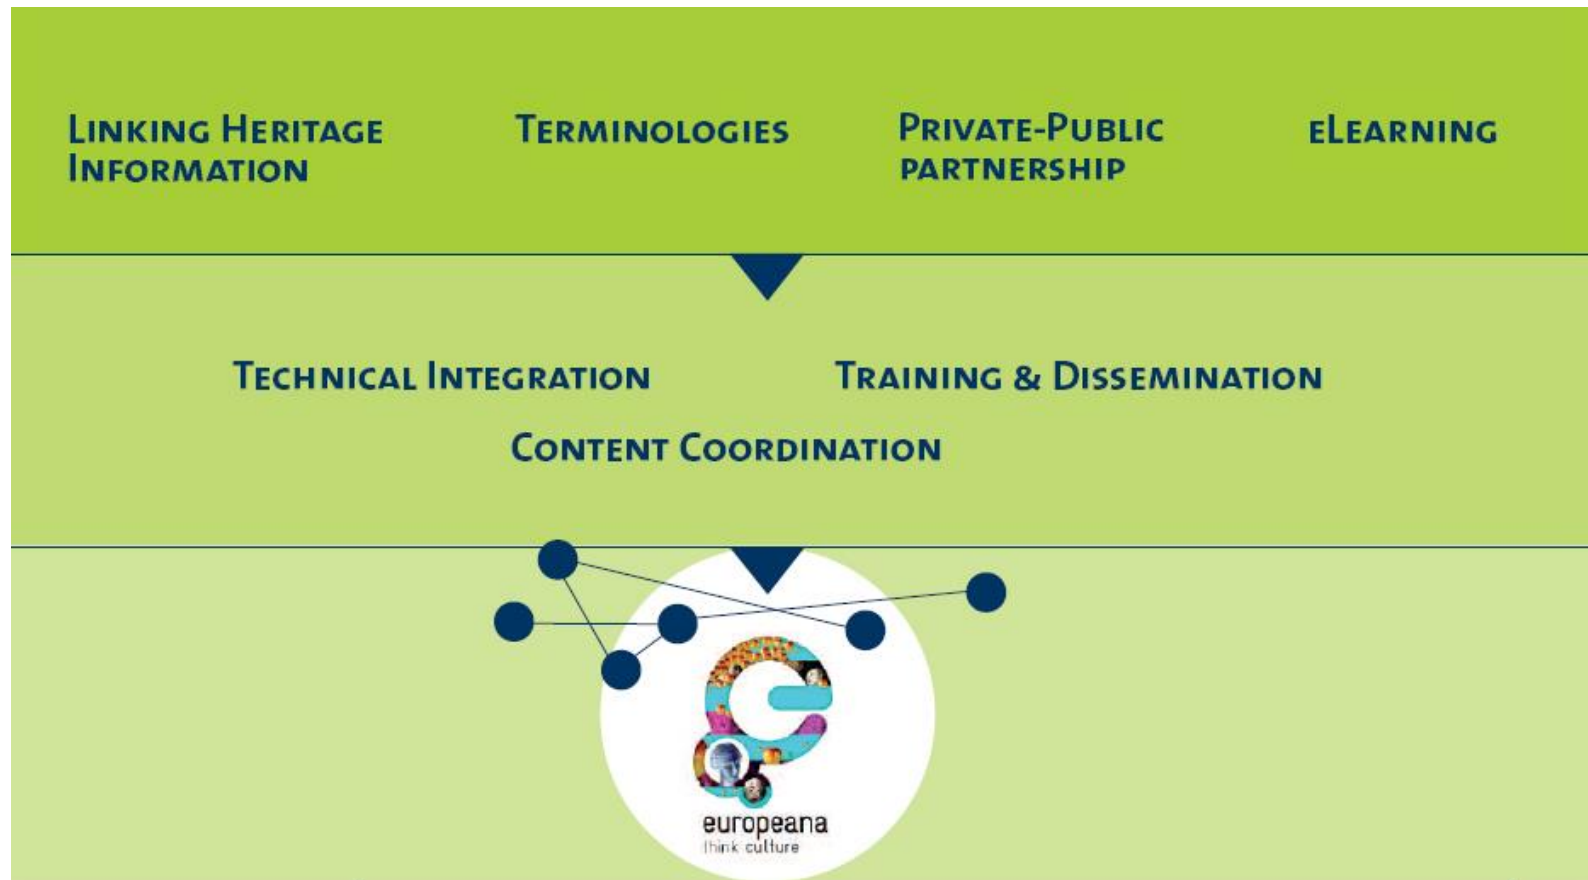 Linking Heritage
Information
Terminologies
Private-Public
partnership
eLearning
Technical Integration
Training & Dissemination
Content Coordination
europeana
think culture